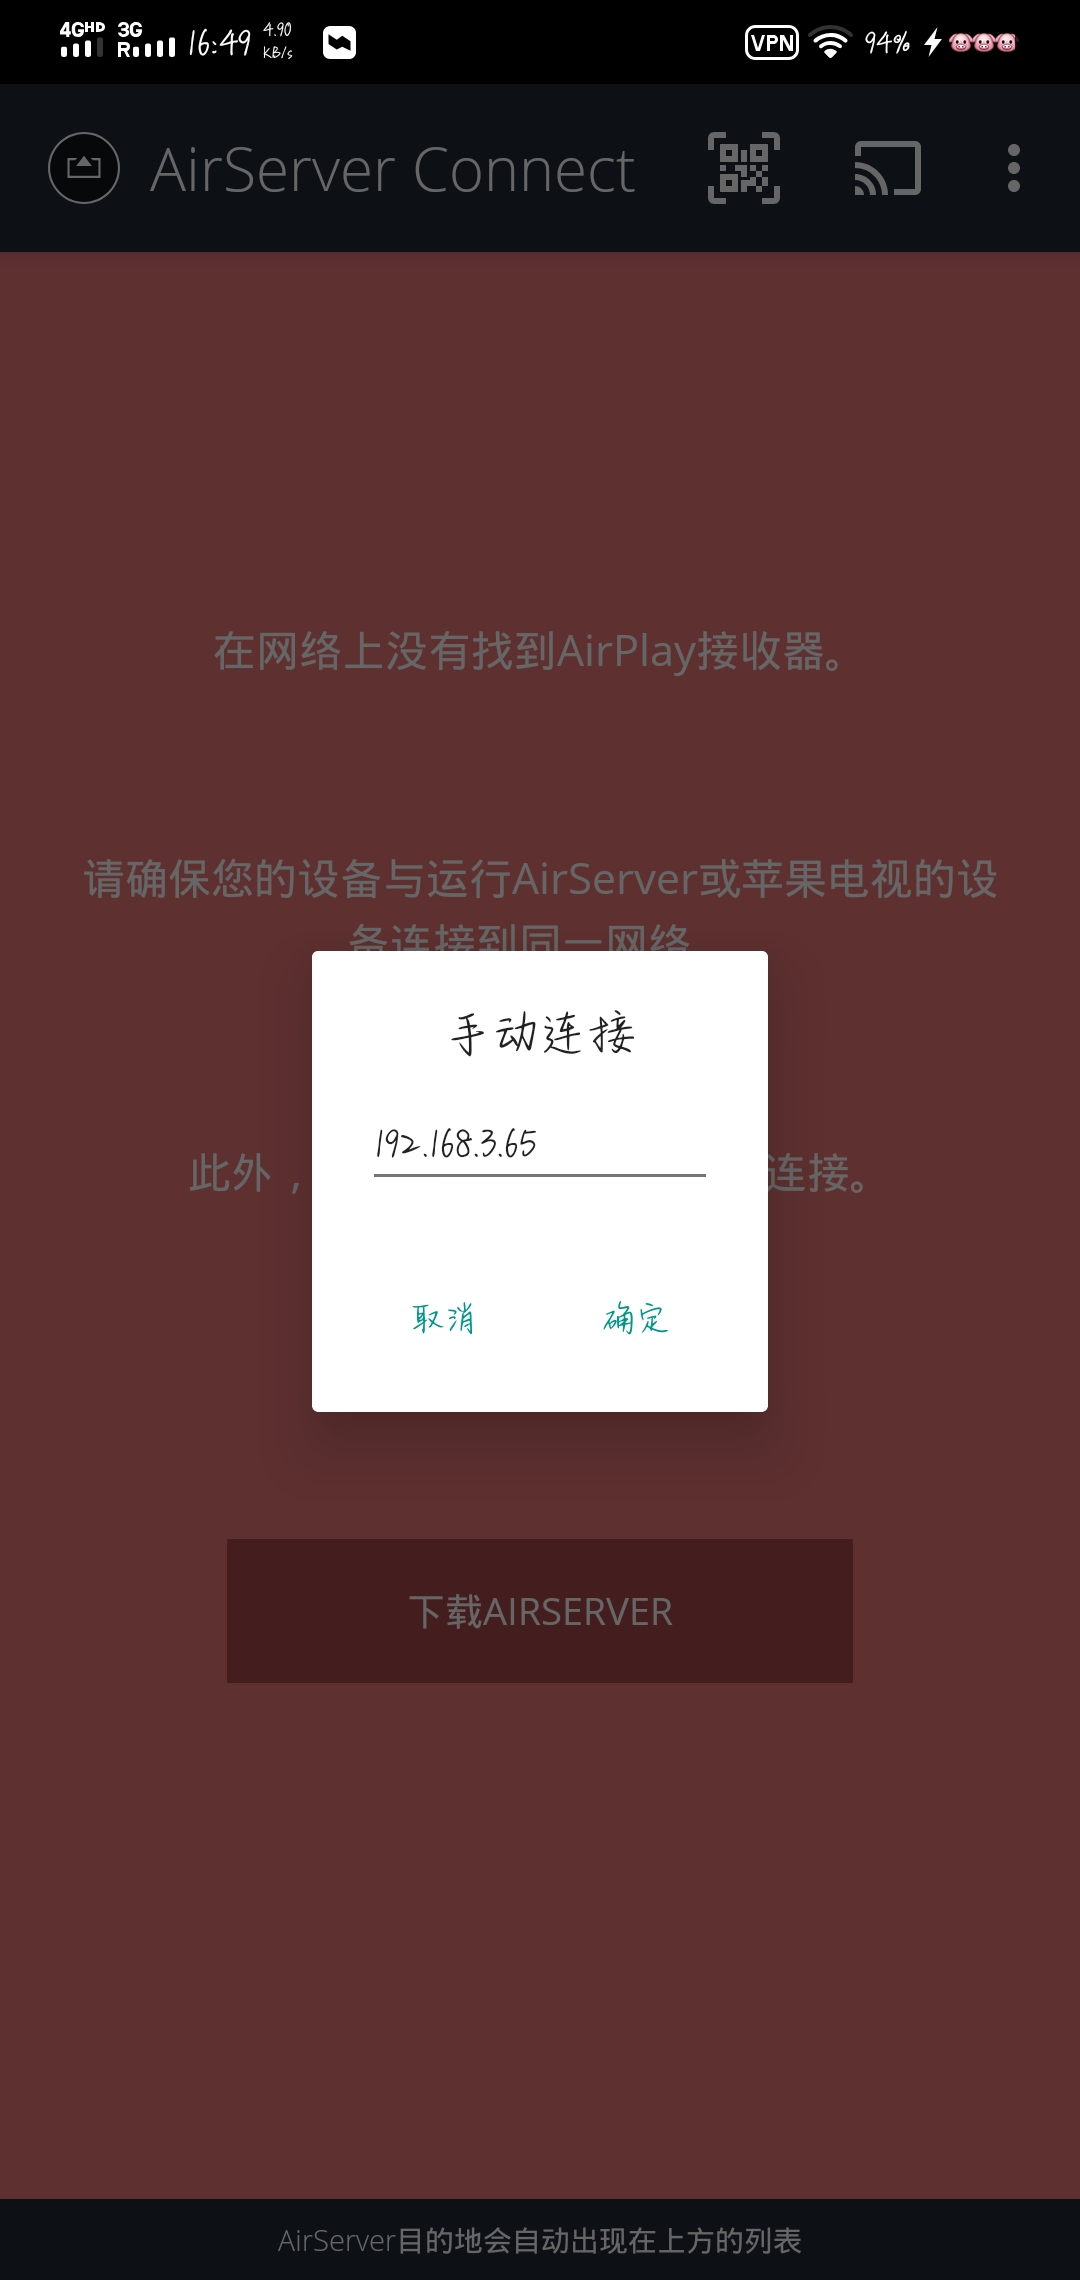 4GHD 3G R 16:49 4.90 KB/s VPN 94%
AirServer Connect
在网络上没有找到AirPlay接收器。
请确保您的设备与运行AirServer或苹果电视的设
备连接到同一网络
手动连接
192.168.3.65
此外，
连接。
取消 确定
下载AIRSERVER
AirServer目的地会自动出现在上方的列表